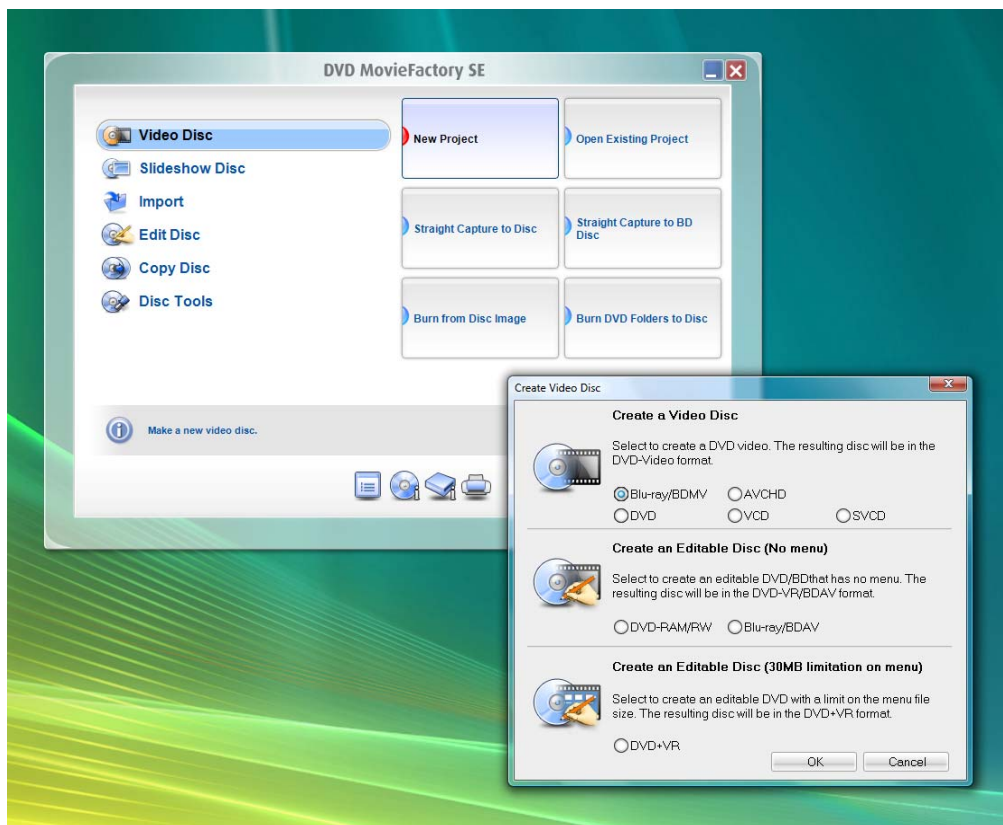 DVD MovieFactory SE
Video Disc
Slideshow Disc
Import
Edit Disc
Copy Disc
Disc Tools
New Project
Open Existing Project
Straight Capture to Disc
Straight Capture to BD
Disc
Burn from Disc Image
Burn DVD Folders to Disc
Make a new video disc.
Create Video Disc
Create a Video Disc
Select to create a DVD video. The resulting disc will be in the
DVD-Video format.
Blu-ray/BDMV AVCHD
DVD VCD SVCD
Create an Editable Disc (No menu)
Select to create an editable DVD/BDthat has no menu. The
resulting disc will be in the DVD-VR/BDAV format.
DVD-RAM/RW Blu-ray/BDAV
Create an Editable Disc (30MB limitation on menu)
Select to create an editable DVD with a limit on the menu file
size. The resulting disc will be in the DVD+VR format.
DVD+VR
OK Cancel